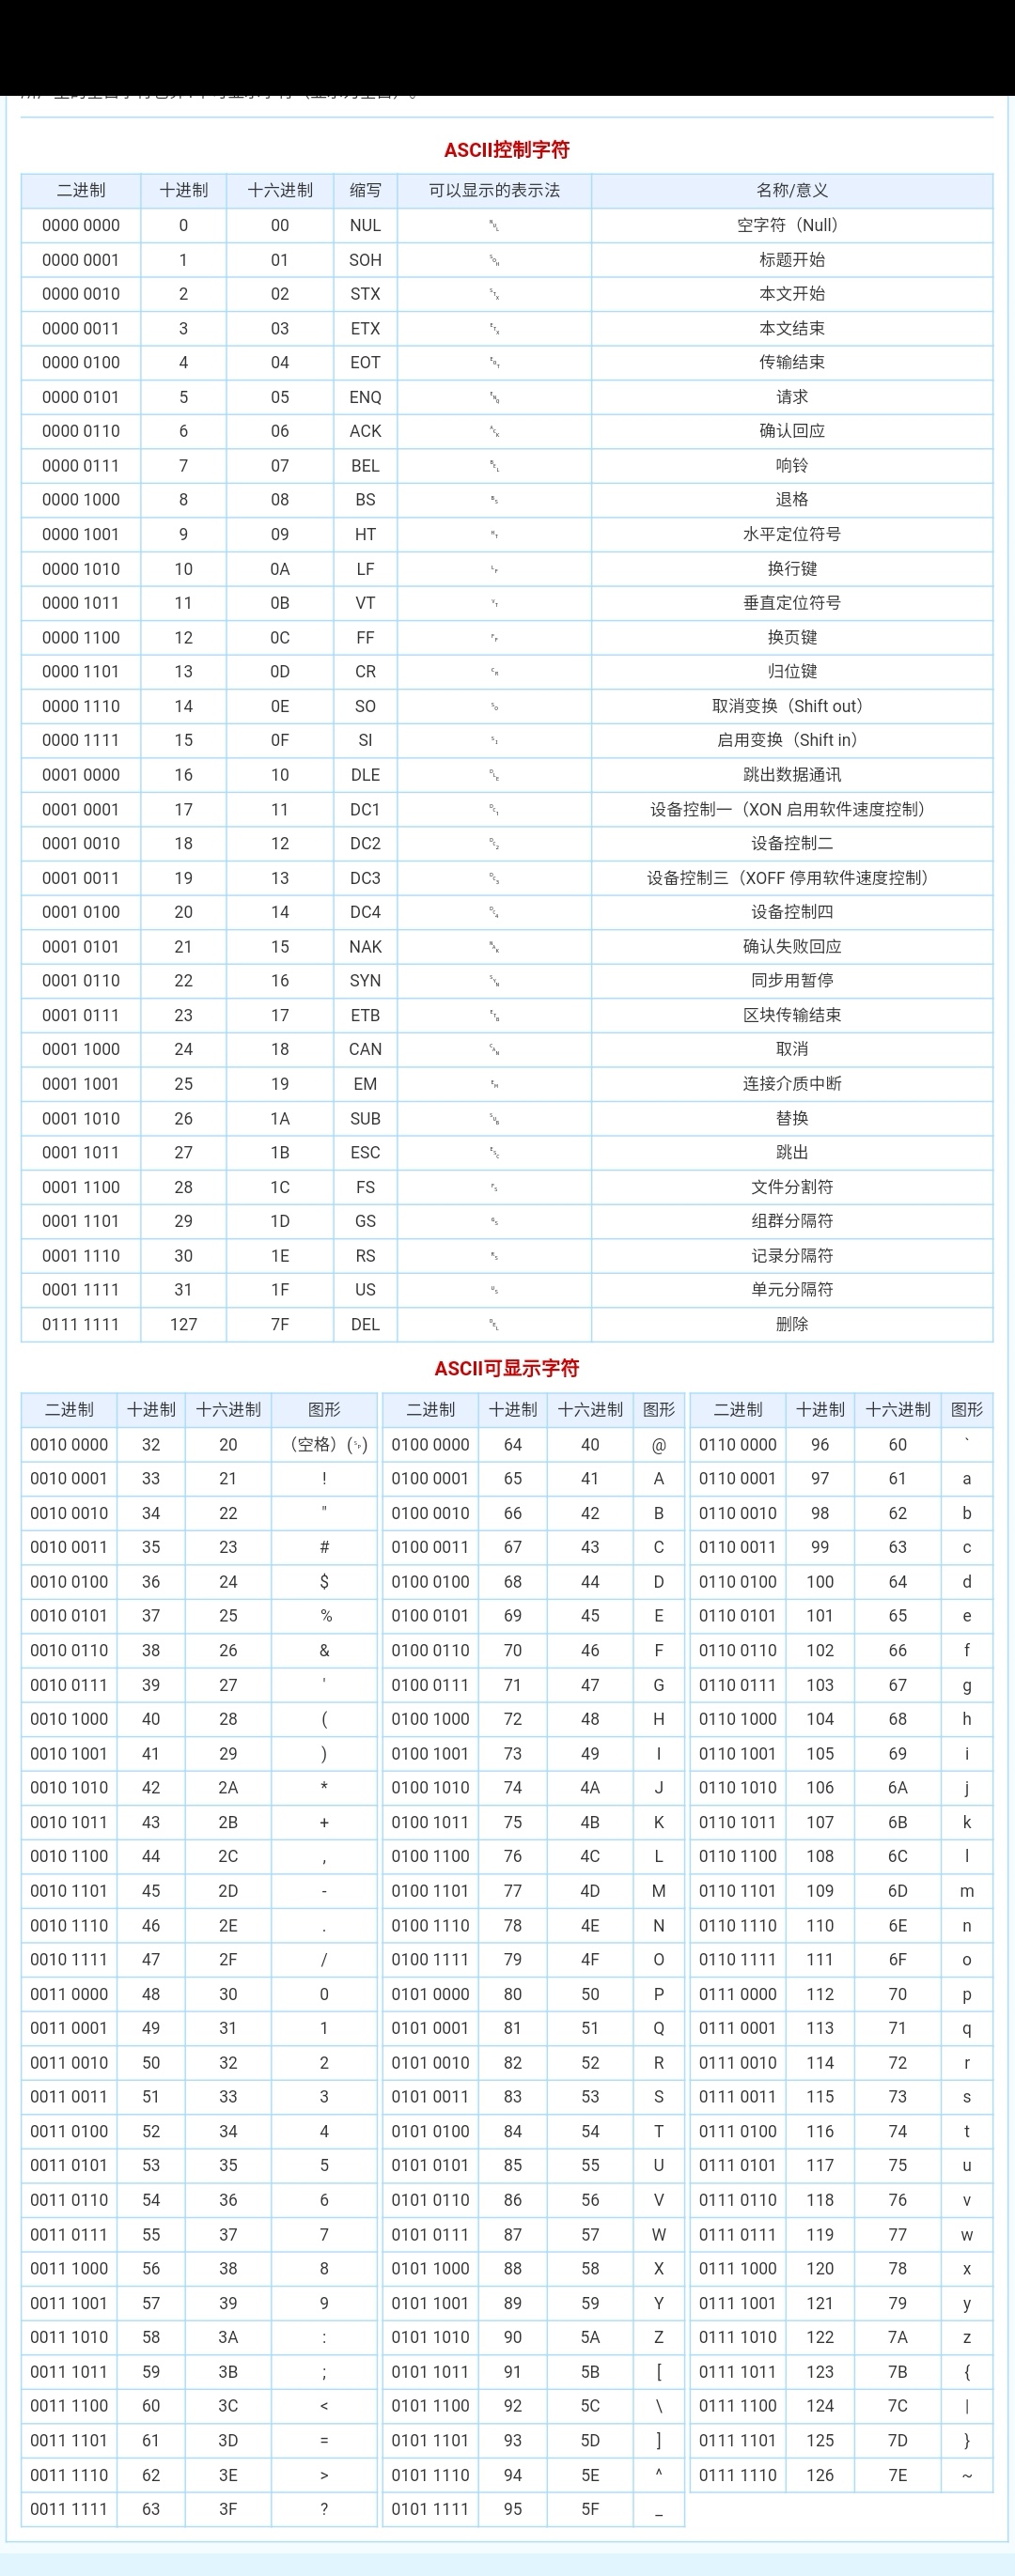 ASCII控制字符
二进制 十进制 十六进制 缩写 可以显示的表示法 名称/意义
0000 0000 0 00 NUL ␀ 空字符（Null）
0000 0001 1 01 SOH ␁ 标题开始
0000 0010 2 02 STX ␂ 本文开始
0000 0011 3 03 ETX ␃ 本文结束
0000 0100 4 04 EOT ␄ 传输结束
0000 0101 5 05 ENQ ␅ 请求
0000 0110 6 06 ACK ␆ 确认回应
0000 0111 7 07 BEL ␇ 响铃
0000 1000 8 08 BS ␈ 退格
0000 1001 9 09 HT ␉ 水平定位符号
0000 1010 10 0A LF ␊ 换行键
0000 1011 11 0B VT ␋ 垂直定位符号
0000 1100 12 0C FF ␌ 换页键
0000 1101 13 0D CR ␍ 归位键
0000 1110 14 0E SO ␎ 取消变换（Shift out）
0000 1111 15 0F SI ␏ 启用变换（Shift in）
0001 0000 16 10 DLE ␐ 跳出数据通讯
0001 0001 17 11 DC1 ␑ 设备控制一（XON 启用软件速度控制）
0001 0010 18 12 DC2 ␒ 设备控制二
0001 0011 19 13 DC3 ␓ 设备控制三（XOFF 停用软件速度控制）
0001 0100 20 14 DC4 ␔ 设备控制四
0001 0101 21 15 NAK ␕ 确认失败回应
0001 0110 22 16 SYN ␖ 同步用暂停
0001 0111 23 17 ETB ␗ 区块传输结束
0001 1000 24 18 CAN ␘ 取消
0001 1001 25 19 EM ␙ 连接介质中断
0001 1010 26 1A SUB ␚ 替换
0001 1011 27 1B ESC ␛ 跳出
0001 1100 28 1C FS ␜ 文件分割符
0001 1101 29 1D GS ␝ 组群分隔符
0001 1110 30 1E RS ␞ 记录分隔符
0001 1111 31 1F US ␟ 单元分隔符
0111 1111 127 7F DEL ␡ 删除
ASCII可显示字符
二进制 十进制 十六进制 图形 二进制 十进制 十六进制 图形 二进制 十进制 十六进制 图形
0010 0000 32 20 （空格）(␠) 0100 0000 64 40 @ 0110 0000 96 60 `
0010 0001 33 21 ! 0100 0001 65 41 A 0110 0001 97 61 a
0010 0010 34 22 " 0100 0010 66 42 B 0110 0010 98 62 b
0010 0011 35 23 # 0100 0011 67 43 C 0110 0011 99 63 c
0010 0100 36 24 $ 0100 0100 68 44 D 0110 0100 100 64 d
0010 0101 37 25 % 0100 0101 69 45 E 0110 0101 101 65 e
0010 0110 38 26 & 0100 0110 70 46 F 0110 0110 102 66 f
0010 0111 39 27 ' 0100 0111 71 47 G 0110 0111 103 67 g
0010 1000 40 28 ( 0100 1000 72 48 H 0110 1000 104 68 h
0010 1001 41 29 ) 0100 1001 73 49 I 0110 1001 105 69 i
0010 1010 42 2A * 0100 1010 74 4A J 0110 1010 106 6A j
0010 1011 43 2B + 0100 1011 75 4B K 0110 1011 107 6B k
0010 1100 44 2C , 0100 1100 76 4C L 0110 1100 108 6C l
0010 1101 45 2D - 0100 1101 77 4D M 0110 1101 109 6D m
0010 1110 46 2E . 0100 1110 78 4E N 0110 1110 110 6E n
0010 1111 47 2F / 0100 1111 79 4F O 0110 1111 111 6F o
0011 0000 48 30 0 0101 0000 80 50 P 0111 0000 112 70 p
0011 0001 49 31 1 0101 0001 81 51 Q 0111 0001 113 71 q
0011 0010 50 32 2 0101 0010 82 52 R 0111 0010 114 72 r
0011 0011 51 33 3 0101 0011 83 53 S 0111 0011 115 73 s
0011 0100 52 34 4 0101 0100 84 54 T 0111 0100 116 74 t
0011 0101 53 35 5 0101 0101 85 55 U 0111 0101 117 75 u
0011 0110 54 36 6 0101 0110 86 56 V 0111 0110 118 76 v
0011 0111 55 37 7 0101 0111 87 57 W 0111 0111 119 77 w
0011 1000 56 38 8 0101 1000 88 58 X 0111 1000 120 78 x
0011 1001 57 39 9 0101 1001 89 59 Y 0111 1001 121 79 y
0011 1010 58 3A : 0101 1010 90 5A Z 0111 1010 122 7A z
0011 1011 59 3B ; 0101 1011 91 5B [ 0111 1011 123 7B {
0011 1100 60 3C < 0101 1100 92 5C \ 0111 1100 124 7C |
0011 1101 61 3D = 0101 1101 93 5D ] 0111 1101 125 7D }
0011 1110 62 3E > 0101 1110 94 5E ^ 0111 1110 126 7E ~
0011 1111 63 3F ? 0101 1111 95 5F _